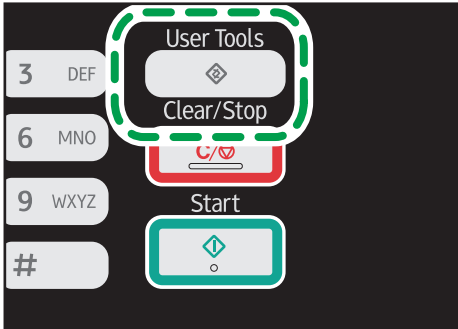 User Tools
3 DEF
Clear/Stop
6 MNO
C/
9 WXYZ
Start
#